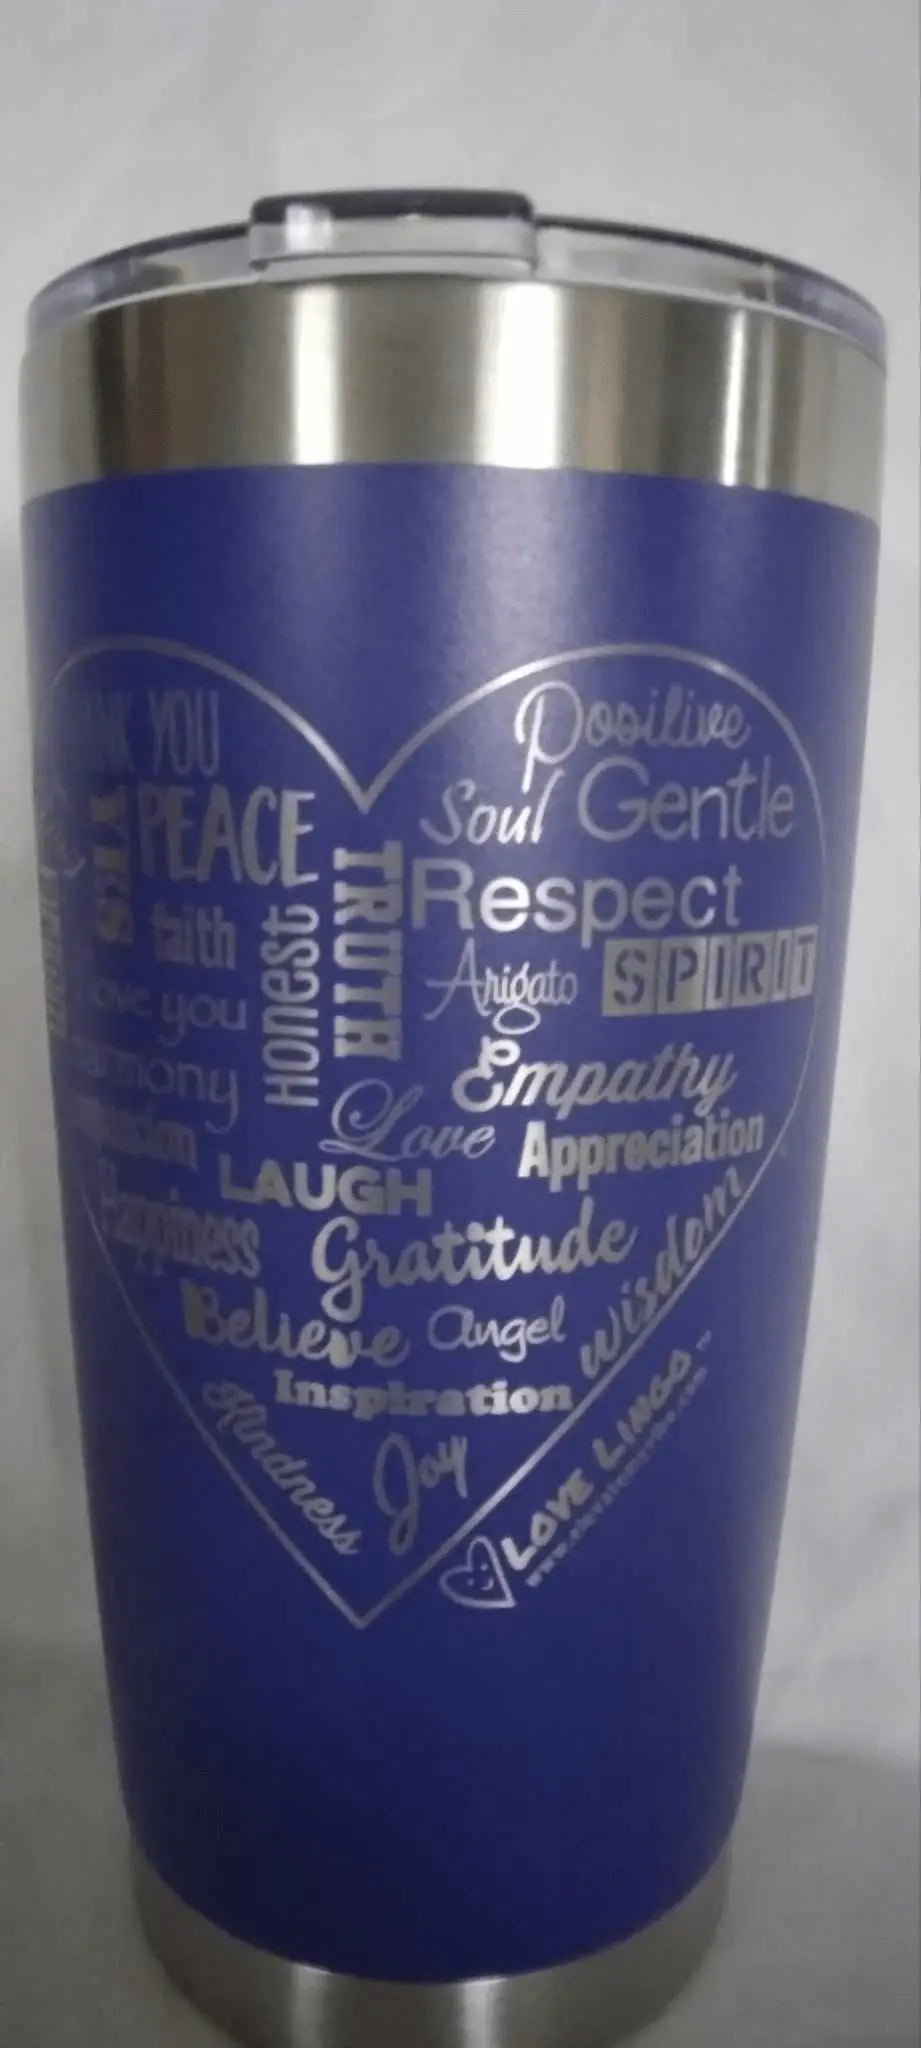 YOU
Positive
PEACE
Soul
Gentle
TRUTH
Respect
faith
honest
Arigato
SPIRIT
you
Empathy
Love
Appreciation
LAUGH
Happiness
Gratitude
wisdom
Believe
Angel
Inspiration
Kindness
Joy
LOVE LINGO ™